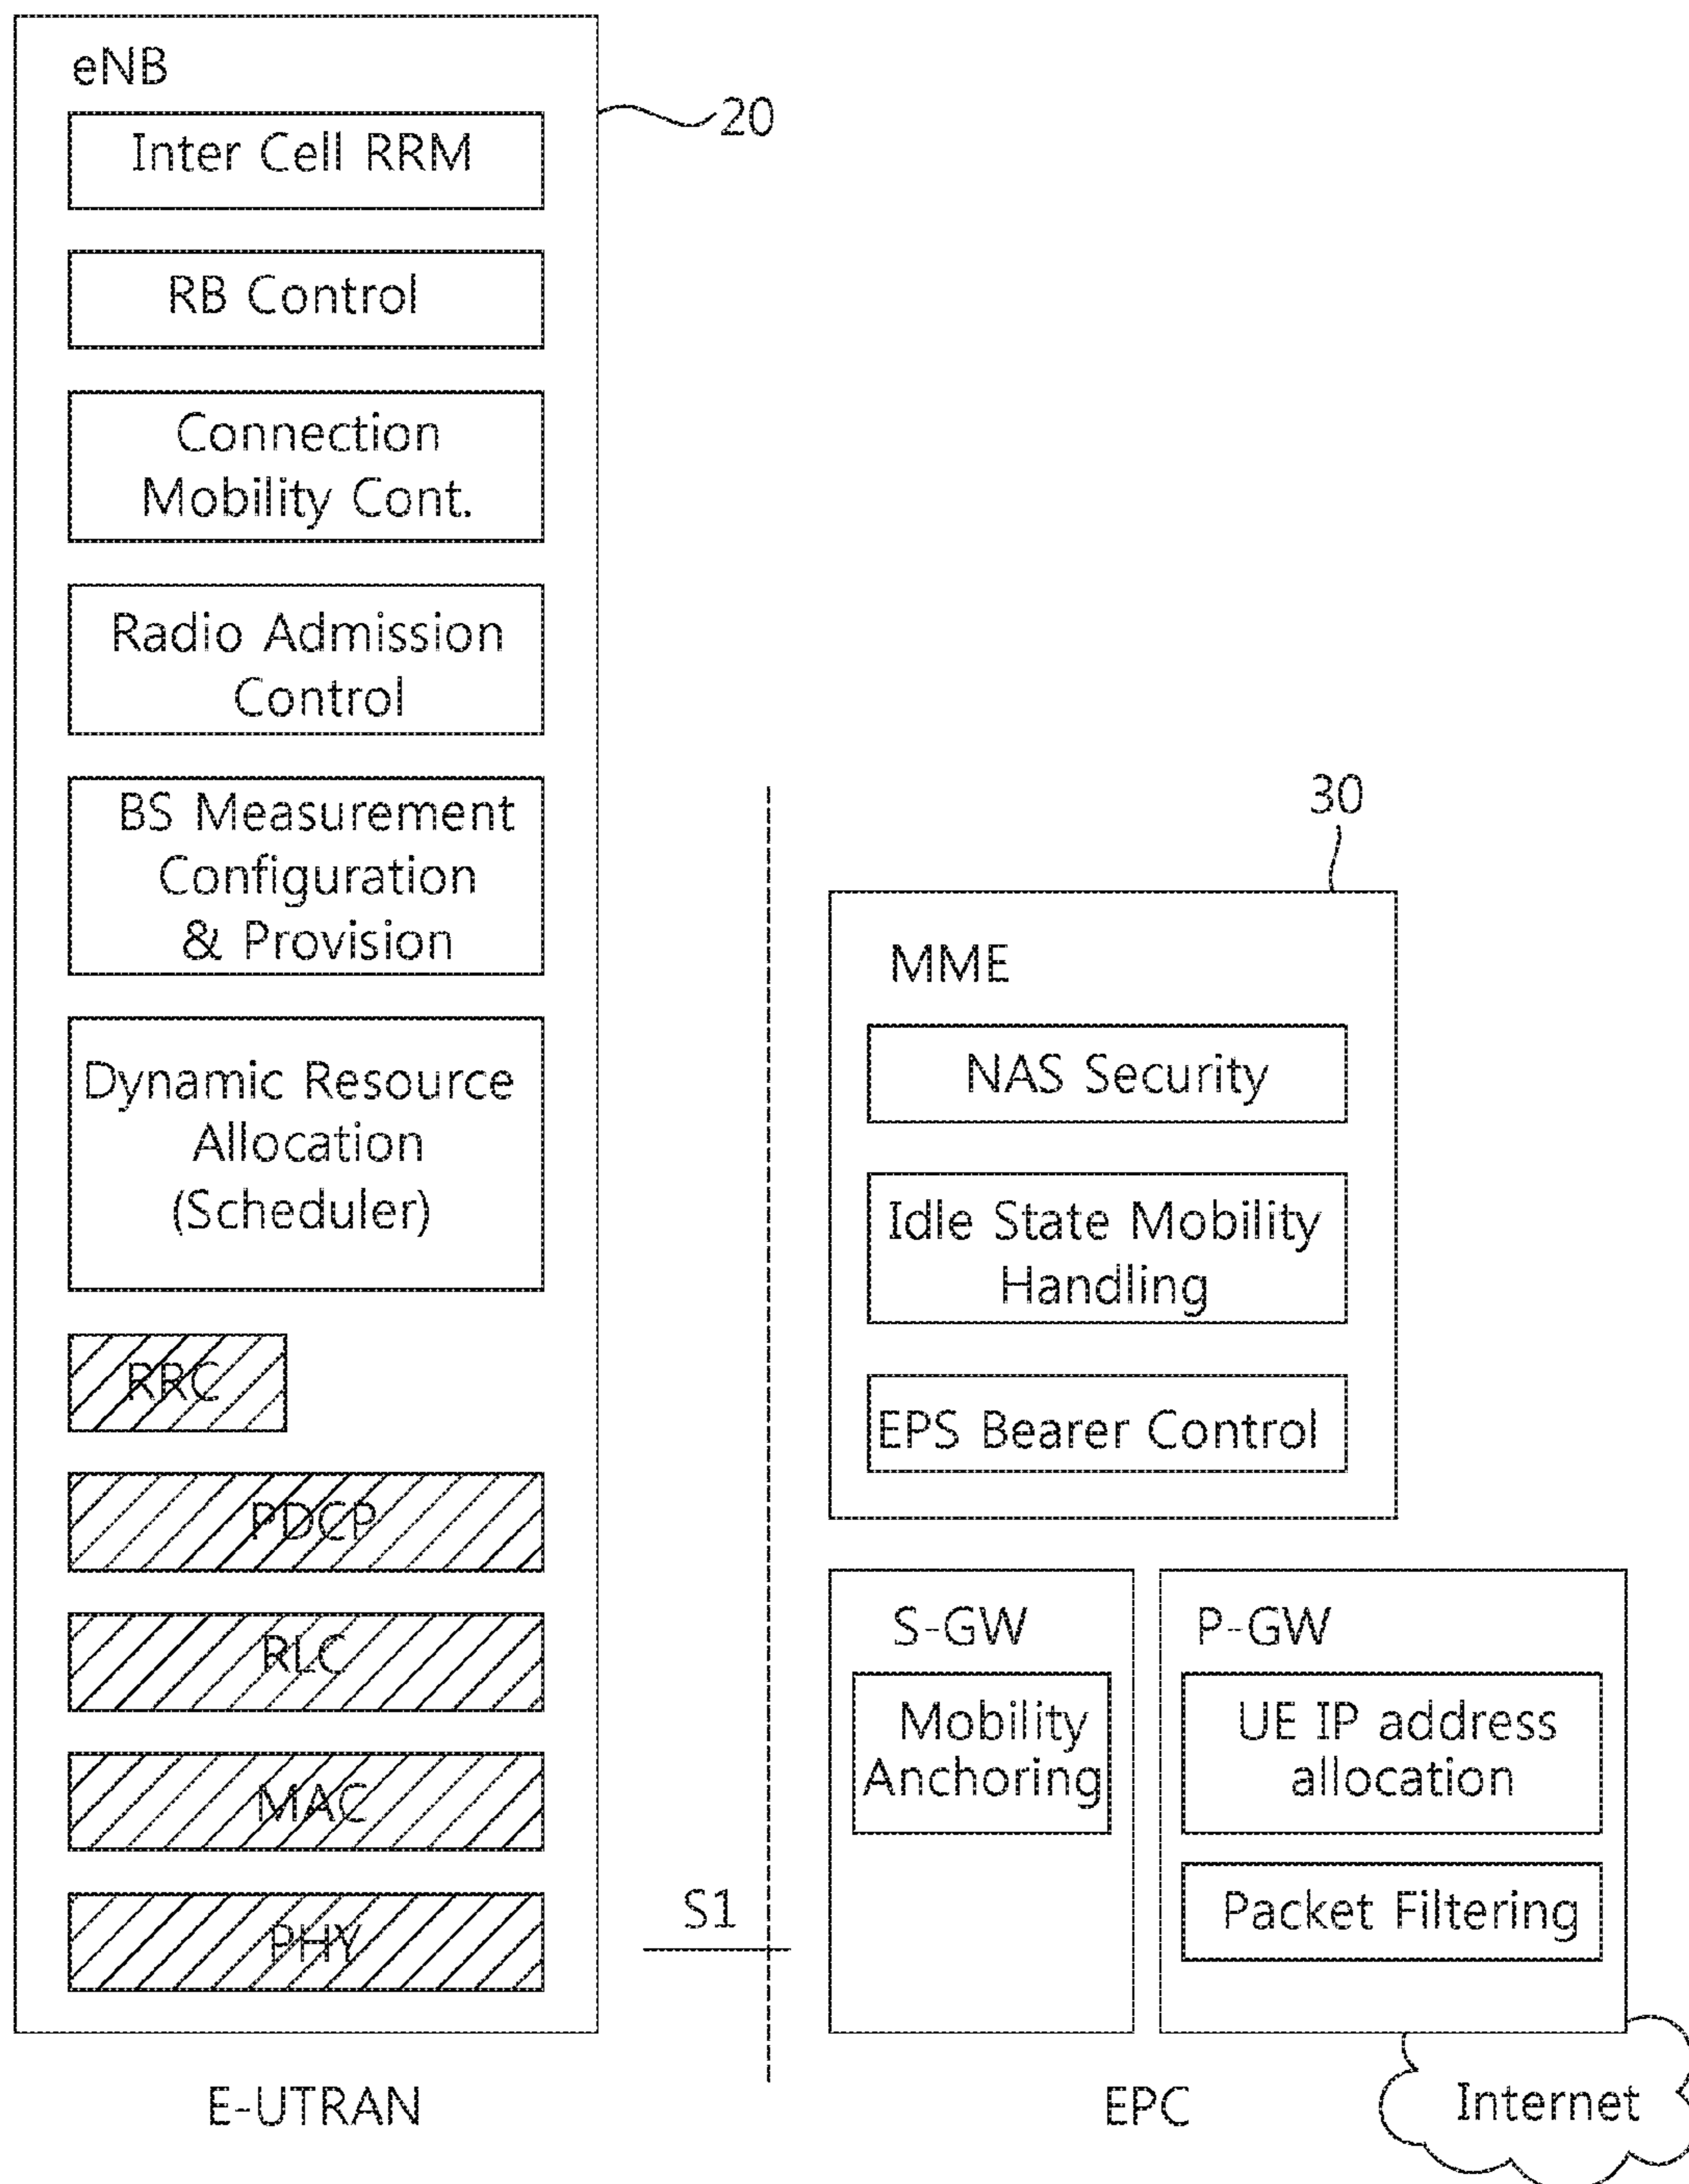 eNB
20
Inter Cell RRM
RB Control
Connection
Mobility Cont.
Radio Admission
Control
BS Measurement
Configuration
& Provision
Dynamic Resource
Allocation
(Scheduler)
RRC
PDCP
RLC
MAC
PHY
E-UTRAN
S1
30
MME
NAS Security
Idle State Mobility
Handling
EPS Bearer Control
S-GW
Mobility
Anchoring
P-GW
UE IP address
allocation
Packet Filtering
EPC
Internet